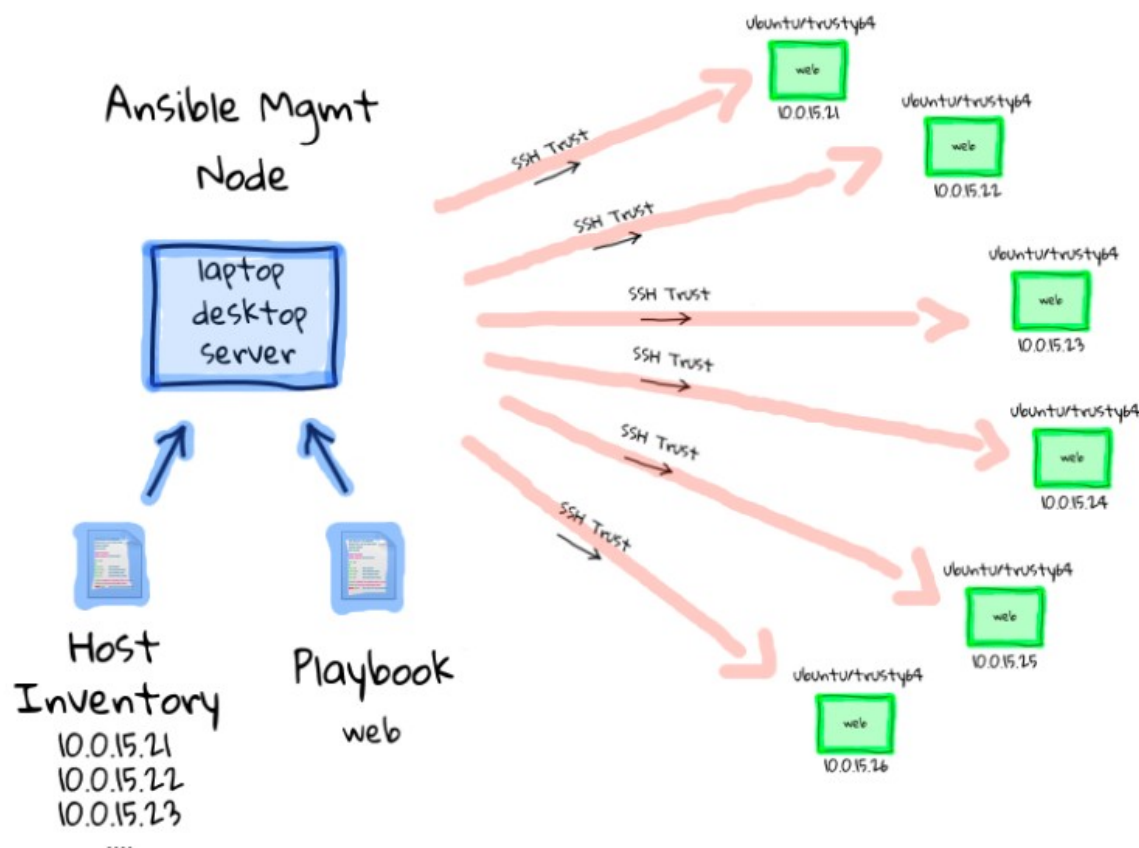 Ansible Mgmt
Node
laptop
desktop
server
Host
Inventory
10.0.15.21
10.0.15.22
10.0.15.23
....
Playbook
web
SSH Trust
SSH Trust
SSH Trust
SSH Trust
SSH Trust
SSH Trust
ubuntu/trusty64
web
10.0.15.21
ubuntu/trusty64
web
10.0.15.22
ubuntu/trusty64
web
10.0.15.23
ubuntu/trusty64
web
10.0.15.24
ubuntu/trusty64
web
10.0.15.25
ubuntu/trusty64
web
10.0.15.26